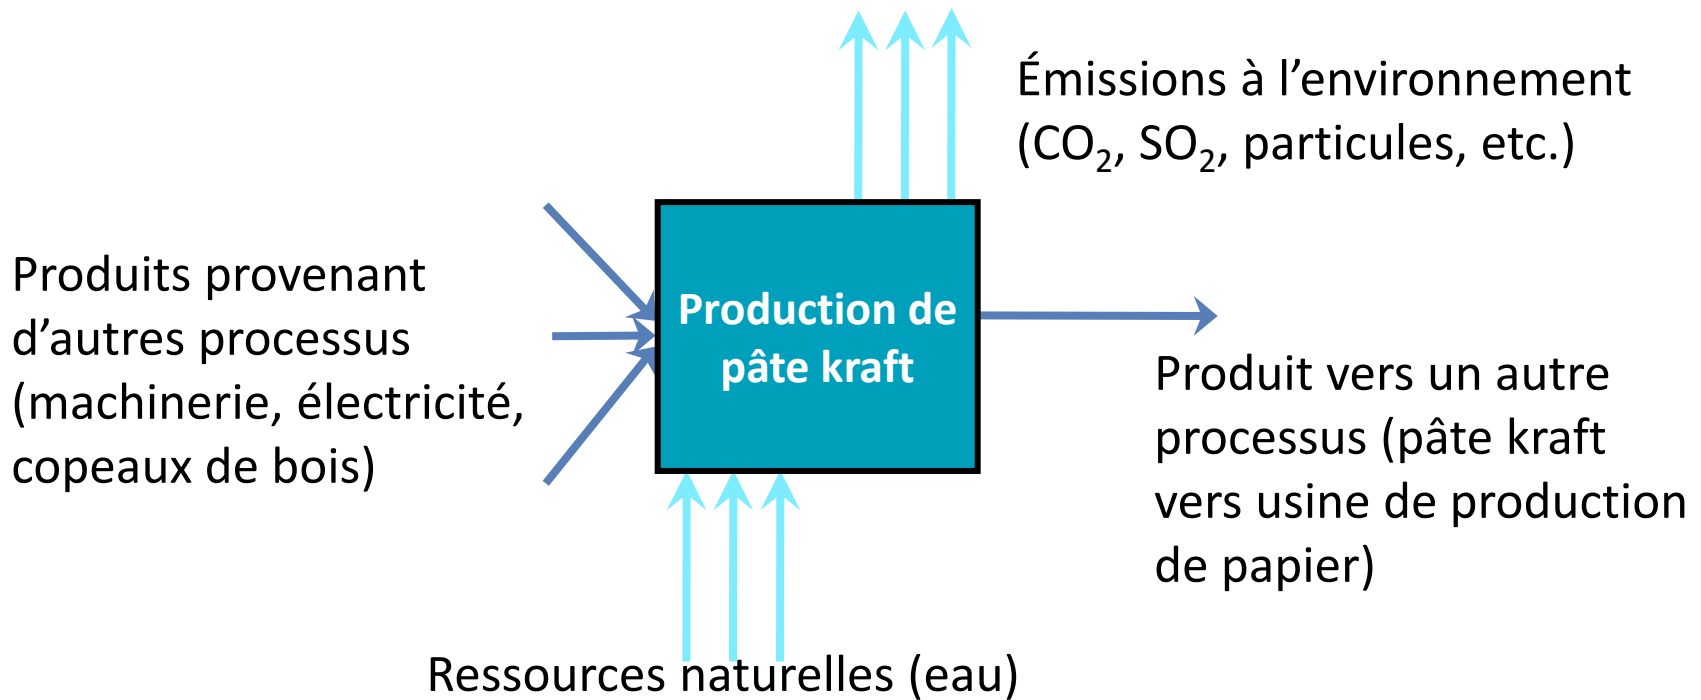 Émissions à l’environnement
(CO₂, SO₂, particules, etc.)
Produits provenant
d’autres processus
(machinerie, électricité,
copeaux de bois)
Production de
pâte kraft
Produit vers un autre
processus (pâte kraft
vers usine de production
de papier)
Ressources naturelles (eau)